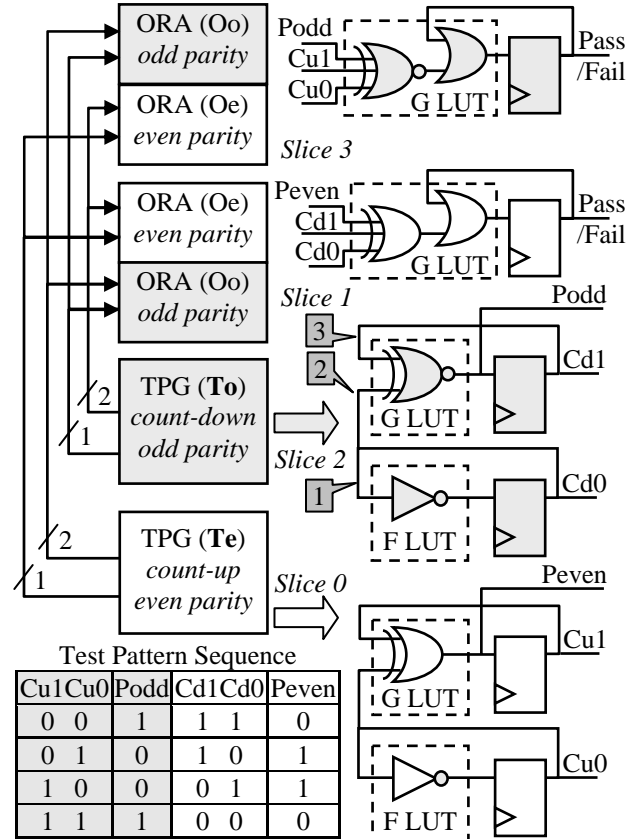 ORA (Oo)
odd parity
ORA (Oe)
even parity
Slice 3
Podd
Cu1
Cu0
G LUT
Pass
/Fail
ORA (Oe)
even parity
ORA (Oo)
odd parity
Peven
Cd1
Cd0
G LUT
Pass
/Fail
Slice 1
TPG (To)
count-down
odd parity
2
1
Slice 2
3
2
1
Podd
Cd1
G LUT
Cd0
F LUT
TPG (Te)
count-up
even parity
2
1
Slice 0
Peven
Cu1
G LUT
Cu0
F LUT
Test Pattern Sequence
Cu1 Cu0 Podd Cd1 Cd0 Peven
0 0 1 1 1 0
0 1 0 1 0 1
1 0 0 0 1 1
1 1 1 0 0 0